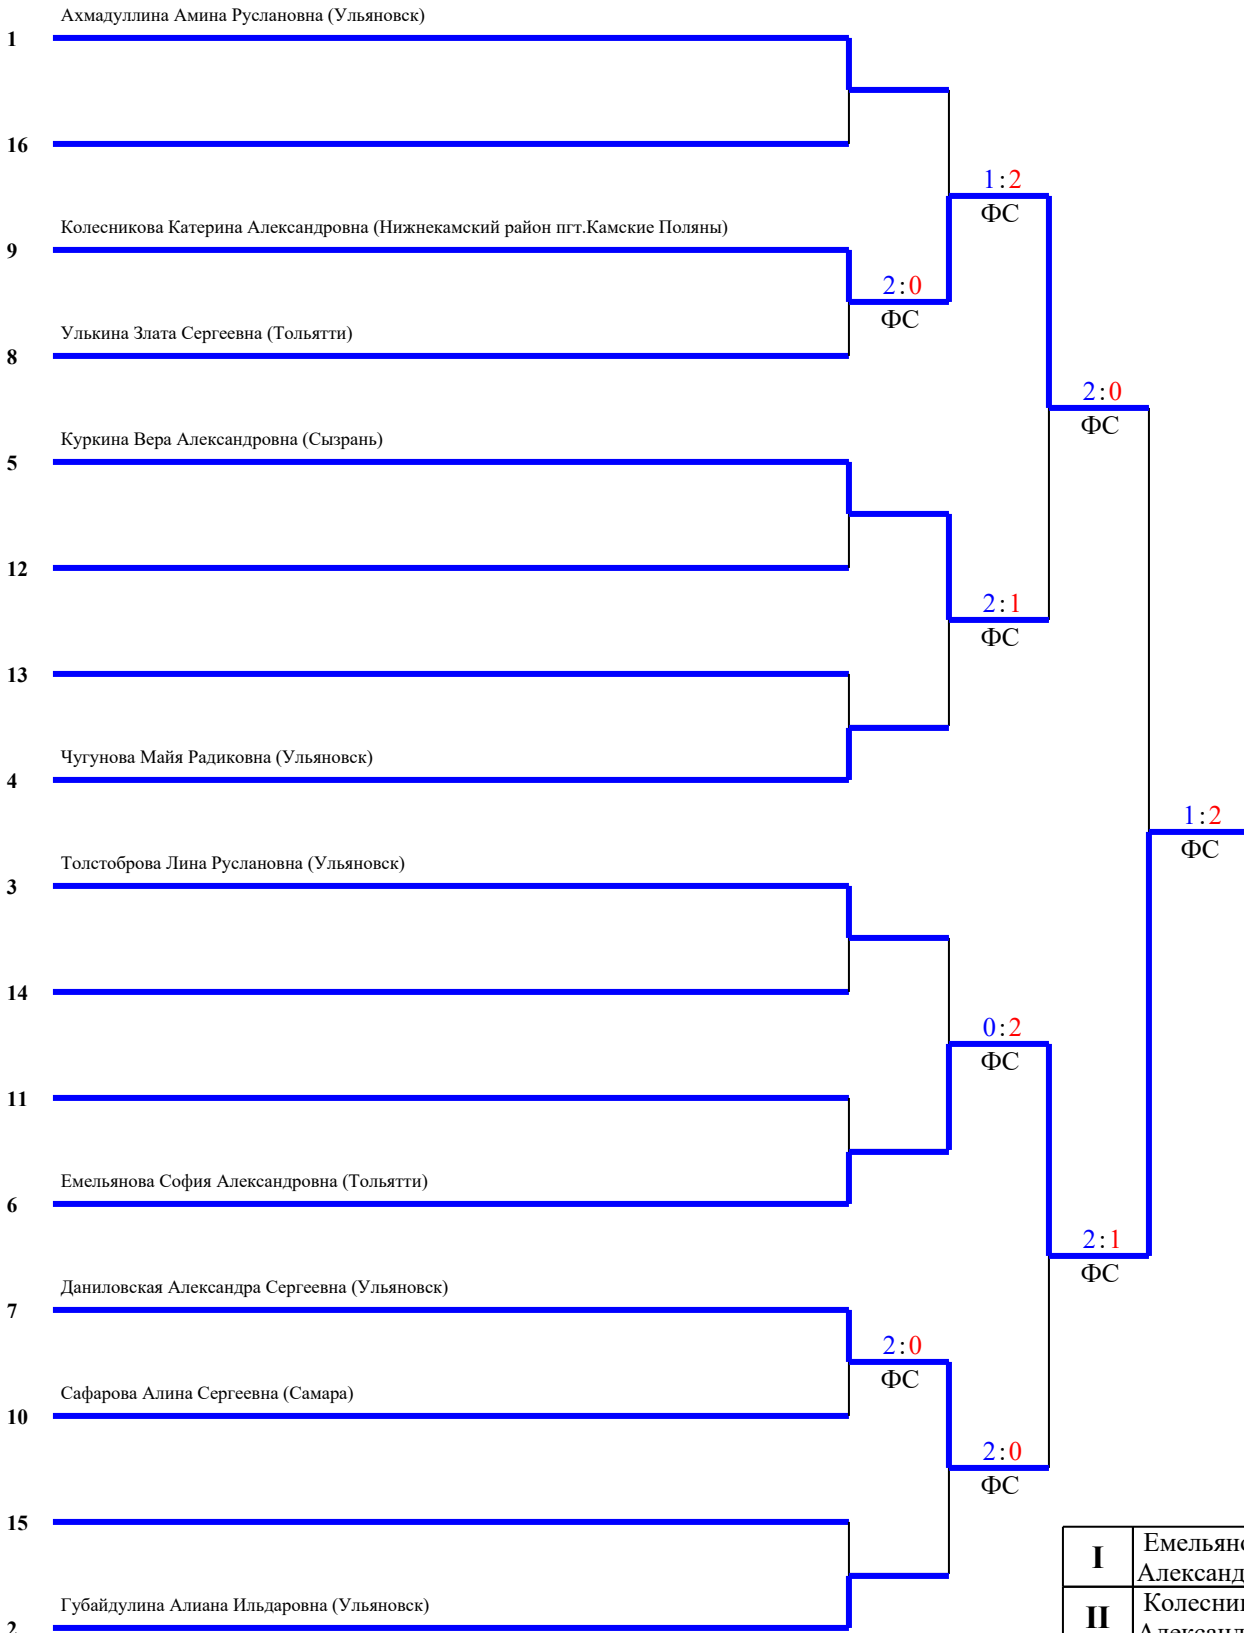 Ахмадуллина Амина Руслановна (Ульяновск)
1
16
1:2
ФС
Колесникова Катерина Александровна (Нижнекамский район пгт.Камские Поляны)
9
2:0
ФС
Улькина Злата Сергеевна (Тольятти)
8
2:0
ФС
Куркина Вера Александровна (Сызрань)
5
12
2:1
ФС
13
Чугунова Майя Радиковна (Ульяновск)
4
1:2
ФС
Толстоброва Лина Руслановна (Ульяновск)
3
14
0:2
ФС
11
Емельянова София Александровна (Тольятти)
6
2:1
ФС
Даниловская Александра Сергеевна (Ульяновск)
7
2:0
ФС
Сафарова Алина Сергеевна (Самара)
10
2:0
ФС
15
I
Губайдулина Алиана Ильдаровна (Ульяновск)
II
2